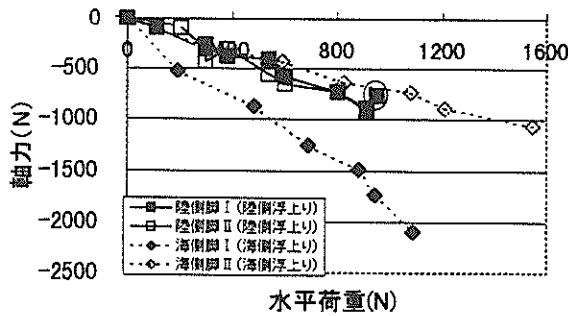 0
0
400
800
1200
1600
-500
-1000
-1500
-2000
-2500
軸力(N)
陸側脚Ⅰ(陸側浮上り)
陸側脚Ⅱ(陸側浮上り)
海側脚Ⅰ(海側浮上り)
海側脚Ⅱ(海側浮上り)
水平荷重(N)